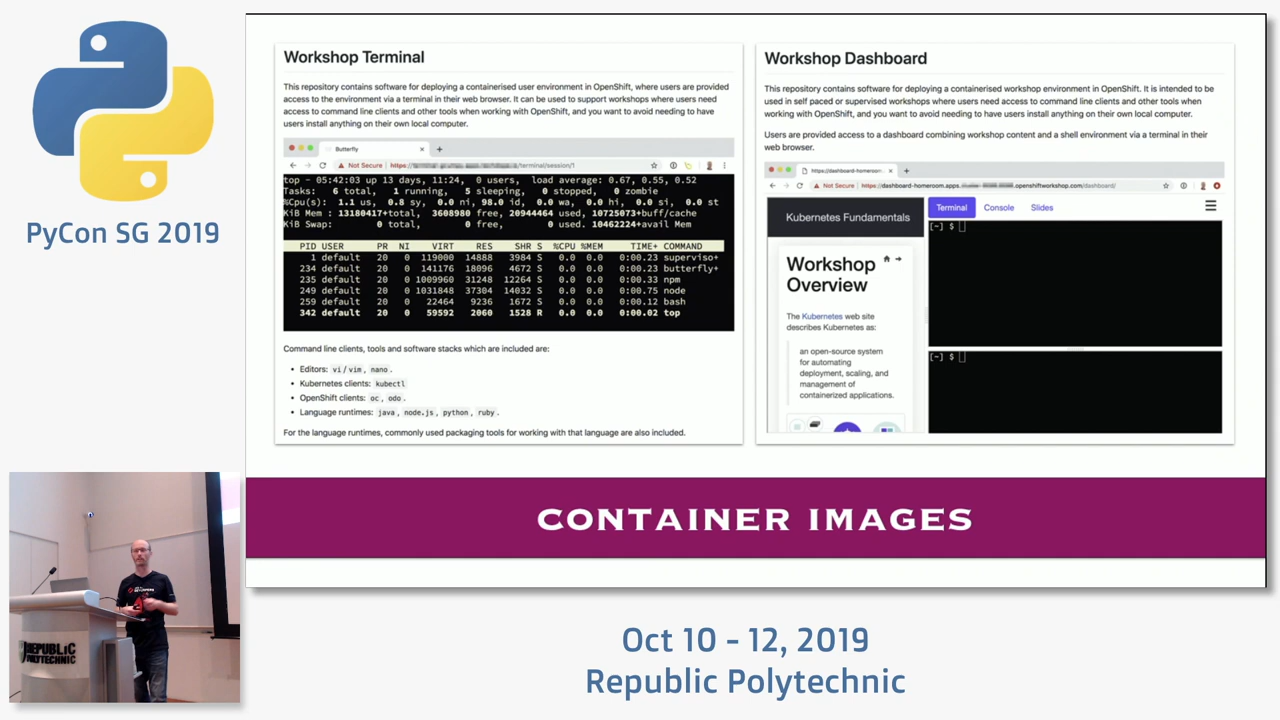 PyCon SG 2019
Workshop Terminal
This repository contains software for deploying a containerised user environment in OpenShift, where users are provided
access to the environment via a terminal in their web browser. It can be used to support workshops where users need
access to command line clients and other tools when working with OpenShift, and you want to avoid needing to have
users install anything on their own local computer.
Butterfly
Not Secure
/terminal/session/1
top - 05:42:03 up 13 days, 11:24, 0 users, load average: 0.67, 0.55, 0.52
Tasks: 6 total, 1 running, 5 sleeping, 0 stopped, 0 zombie
%Cpu(s): 1.1 us, 0.8 sy, 0.0 ni, 98.0 id, 0.0 wa, 0.0 hi, 0.0 si, 0.0 st
KiB Mem : 13180417+total, 3608980 free, 20944464 used, 10725073+buff/cache
KiB Swap: 0 total, 0 free, 0 used. 10462224+avail Mem
PID USER PR NI VIRT RES SHR S %CPU %MEM TIME+ COMMAND
1 default 20 0 119000 14888 3984 S 0.0 0.0 0:00.23 superviso+
234 default 20 0 141176 18096 4672 S 0.0 0.0 0:00.23 butterfly+
235 default 20 0 1009960 31248 12264 S 0.0 0.0 0:00.33 npm
249 default 20 0 1031848 37304 14032 S 0.0 0.0 0:00.75 node
259 default 20 0 22464 9236 1672 S 0.0 0.0 0:00.12 bash
342 default 20 0 59592 2060 1528 R 0.0 0.0 0:00.02 top
Command line clients, tools and software stacks which are included are:
• Editors: vi/vim, nano.
• Kubernetes clients: kubectl
• OpenShift clients: oc, odo.
• Language runtimes: java, node.js, python, ruby.
For the language runtimes, commonly used packaging tools for working with that language are also included.
Workshop Dashboard
This repository contains software for deploying a containerised workshop environment in OpenShift. It is intended to be
used in self paced or supervised workshops where users need access to command line clients and other tools when
working with OpenShift, and you want to avoid needing to have users install anything on their own local computer.
Users are provided access to a dashboard combining workshop content and a shell environment via a terminal in their
web browser.
https://dashboard-homeroom.
Not Secure
https://dashboard-homeroom.apps.
.openshiftworkshop.com/dashboard/
Kubernetes Fundamentals
Terminal Console Slides
[~] $
Workshop
Overview
The Kubernetes web site
describes Kubernetes as:
an open-source system
for automating
deployment, scaling, and
management of
containerized applications.
[~] $
CONTAINER IMAGES
REPUBLIC
POLYTECHNIC
Oct 10 - 12, 2019
Republic Polytechnic